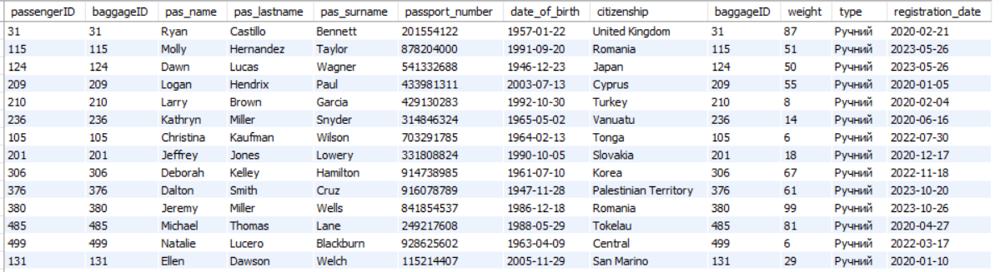 passengerID baggageID pas_name pas_lastname pas_surname passport_number date_of_birth citizenship baggageID weight type registration_date
31 31 Ryan Castillo Bennett 201554122 1957-01-22 United Kingdom 31 87 Ручний 2020-02-21
115 115 Molly Hernandez Taylor 878204000 1991-09-20 Romania 115 51 Ручний 2023-05-26
124 124 Dawn Lucas Wagner 541332688 1946-12-23 Japan 124 50 Ручний 2023-05-26
209 209 Logan Hendrix Paul 433981311 2003-07-13 Cyprus 209 55 Ручний 2020-01-05
210 210 Larry Brown Garcia 429130283 1992-10-30 Turkey 210 8 Ручний 2020-02-04
236 236 Kathryn Miller Snyder 314846324 1965-05-02 Vanuatu 236 14 Ручний 2020-06-16
105 105 Christina Kaufman Wilson 703291785 1964-02-13 Tonga 105 6 Ручний 2022-07-30
201 201 Jeffrey Jones Lowery 331808824 1990-10-05 Slovakia 201 18 Ручний 2020-12-17
306 306 Deborah Kelley Hamilton 914738985 1961-07-10 Korea 306 67 Ручний 2022-11-18
376 376 Dalton Smith Cruz 916078789 1947-11-28 Palestinian Territory 376 61 Ручний 2023-10-20
380 380 Jeremy Miller Wells 841854537 1986-12-18 Romania 380 99 Ручний 2023-10-26
485 485 Michael Thomas Lane 249217608 1988-05-29 Tokelau 485 81 Ручний 2020-04-27
499 499 Natalie Lucero Blackburn 928625602 1963-04-09 Central 499 6 Ручний 2022-03-17
131 131 Ellen Dawson Welch 115214407 2005-11-29 San Marino 131 29 Ручний 2020-01-10